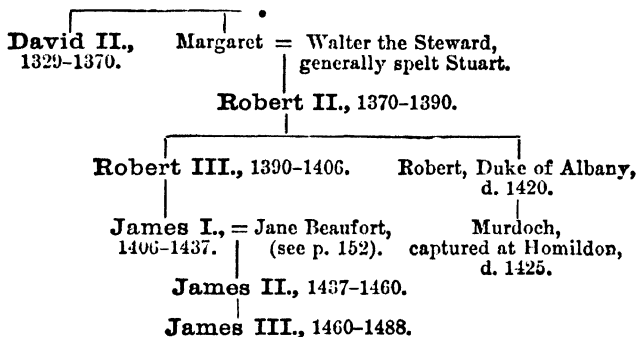 David II., Margaret = Walter the Steward,
1329-1370. generally spelt Stuart.
Robert II., 1370-1390.
Robert III., 1390-1406. Robert, Duke of Albany,
d. 1420.
James I., = Jane Beaufort, Murdoch,
1406-1437. (see p. 152). captured at Homildon,
d. 1425.
James II., 1437-1460.
James III., 1460-1488.